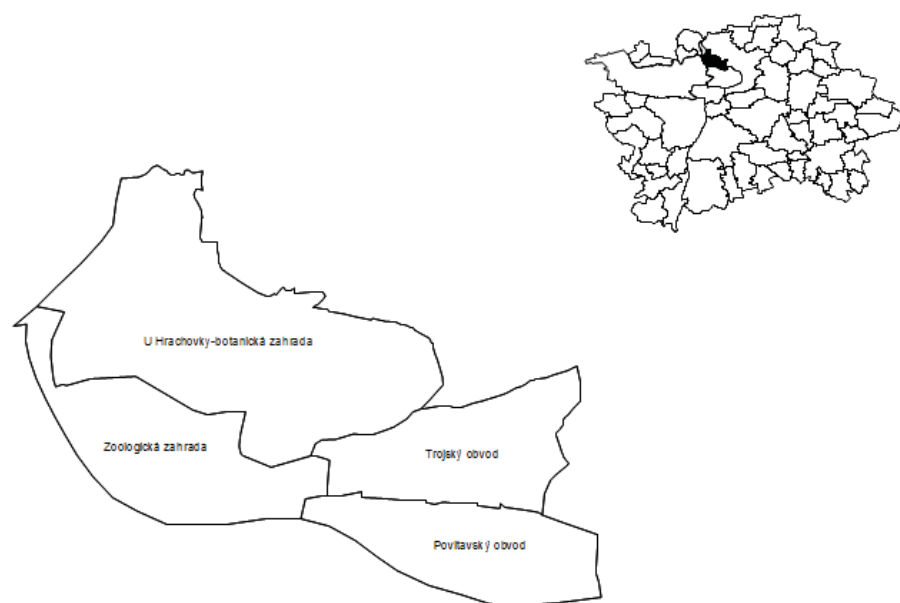 U Hrachovky-botanická zahrada
Zoologická zahrada
Trojský obvod
Povltavský obvod